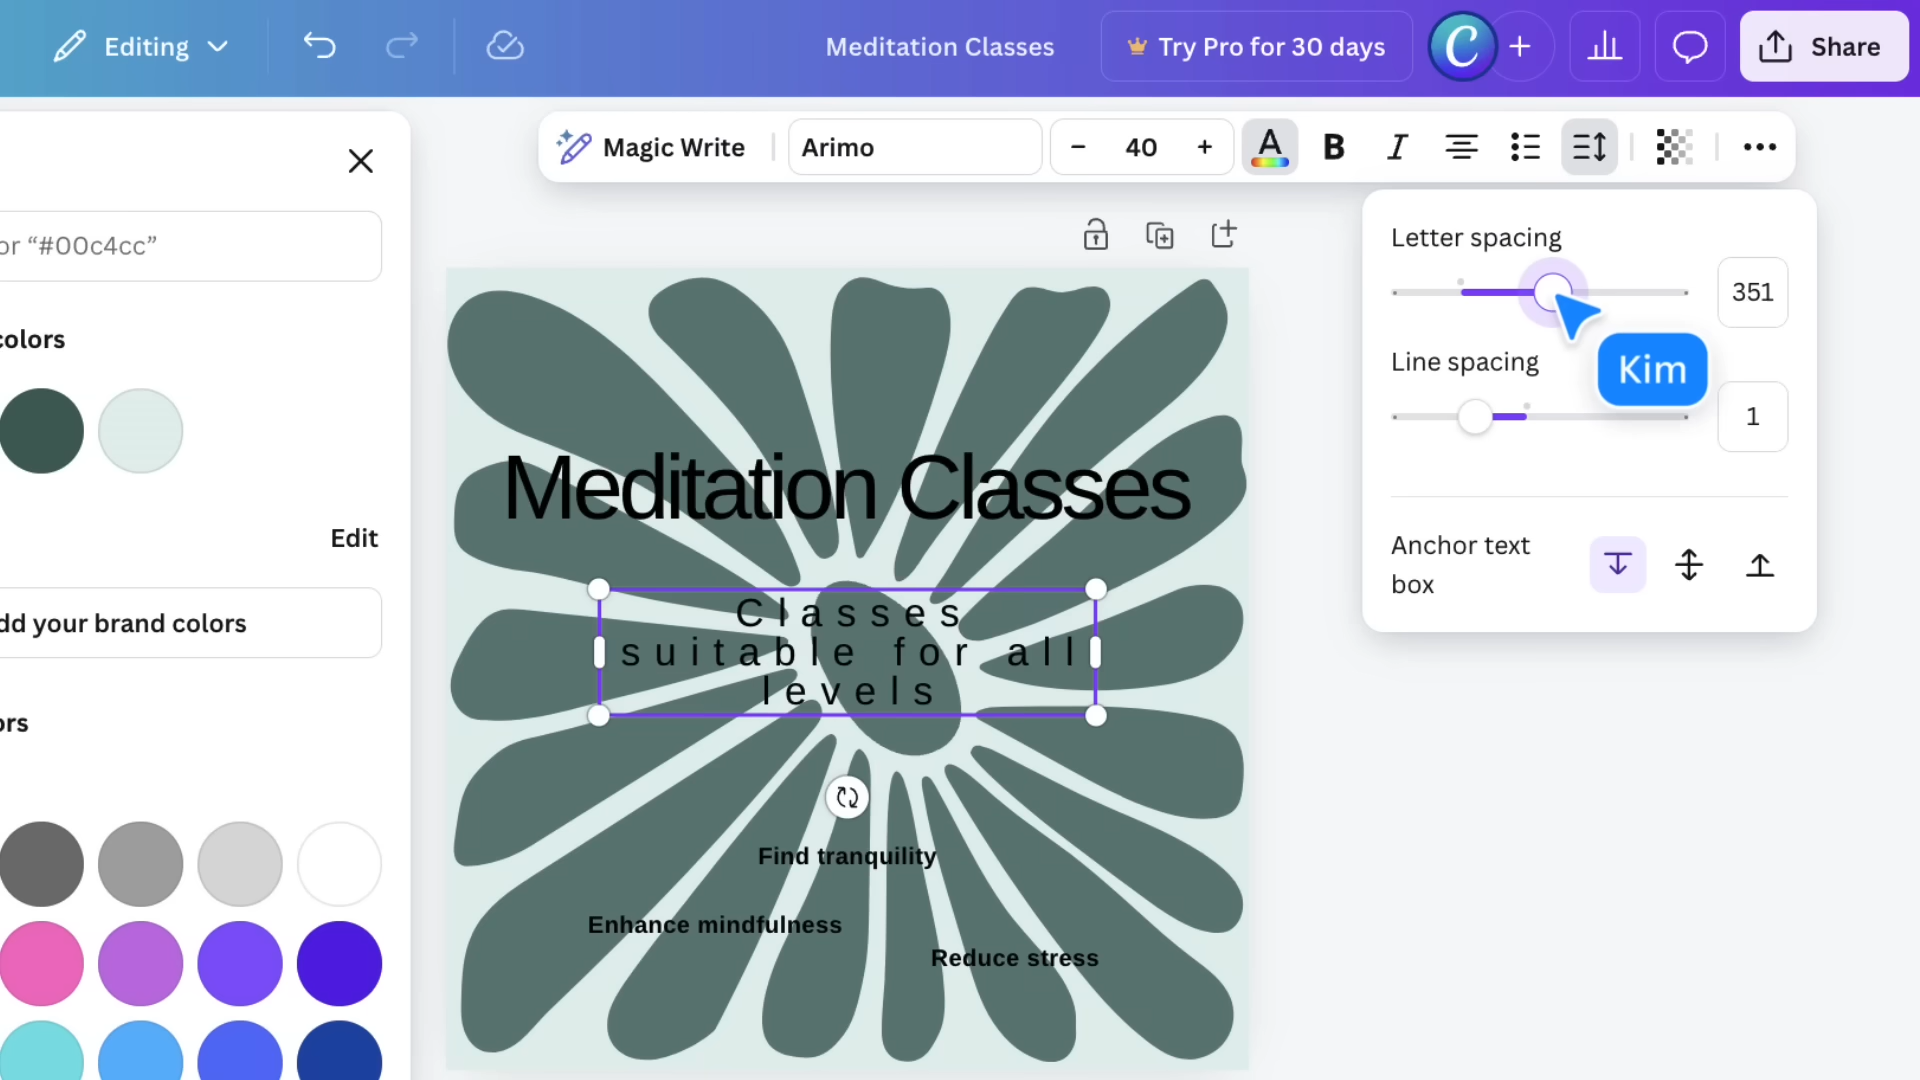 Editing
Meditation Classes
Try Pro for 30 days
C
Share
Magic Write
Arimo
- 40 +
A
B
I
or “#00c4cc”
colors
Edit
dd your brand colors
ors
Letter spacing
351
Kim
Line spacing
1
Anchor text
box
Meditation Classes
Classes
suitable for all
levels
Find tranquility
Enhance mindfulness
Reduce stress